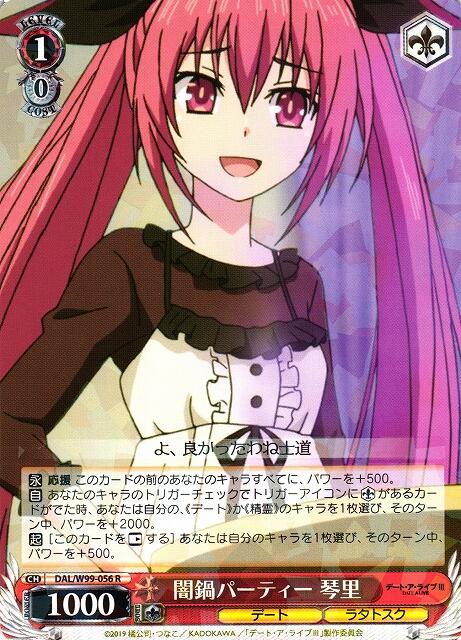 LEVEL
1
0
COST
よ、良かったわね士道
永 応援 このカードの前のあなたのキャラすべてに、パワーを+500。
自 あなたのキャラのトリガーチェックでトリガーアイコンに があるカー
ドがでた時、あなたは自分の、《デート》か《精霊》のキャラを1枚選び、そのター
ン中、パワーを+2000。
起 [このカードを する] あなたは自分のキャラを1枚選び、そのターン中、
パワーを+500。
CH DAL/W99-056 R
闇鍋パーティー 琴里
デート・ア・ライブIII
DATE A LIVE
POWER
1000
SOUL
デート
ラタトスク
©2019 橘公司・つなこ/KADOKAWA/「デート・ア・ライブIII」製作委員会